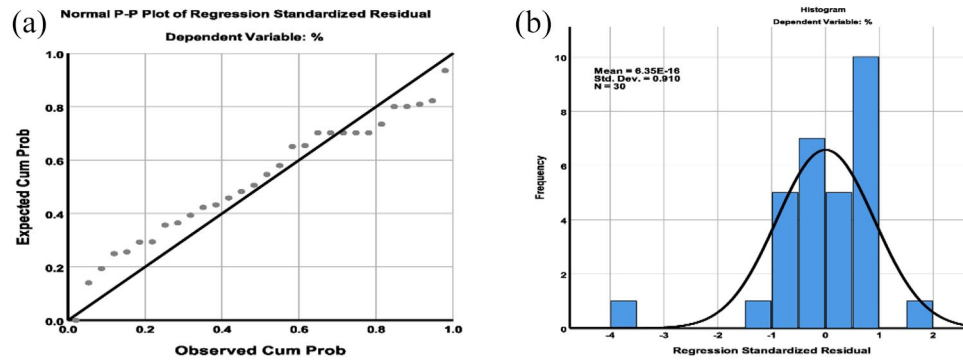 (a)
Normal P-P Plot of Regression Standardized Residual
Dependent Variable: %
Expected Cum Prob
1.0
0.8
0.6
0.4
0.2
0.0
0.0 0.2 0.4 0.6 0.8 1.0
Observed Cum Prob
(b)
Histogram
Dependent Variable: %
Mean = 6.35E-16
Std. Dev. = 0.910
N = 30
Frequency
10
8
6
4
2
0
-4 -3 -2 -1 0 1 2
Regression Standardized Residual